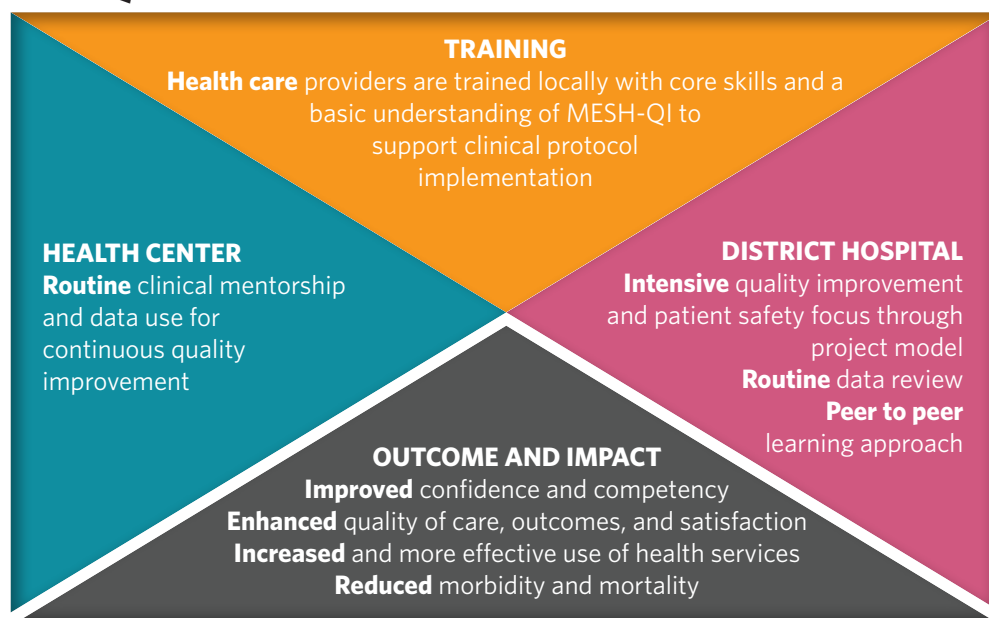 TRAINING
Health care providers are trained locally with core skills and a
basic understanding of MESH-QI to
support clinical protocol
implementation
HEALTH CENTER
Routine clinical mentorship
and data use for
continuous quality
improvement
DISTRICT HOSPITAL
Intensive quality improvement
and patient safety focus through
project model
Routine data review
Peer to peer
learning approach
OUTCOME AND IMPACT
Improved confidence and competency
Enhanced quality of care, outcomes, and satisfaction
Increased and more effective use of health services
Reduced morbidity and mortality